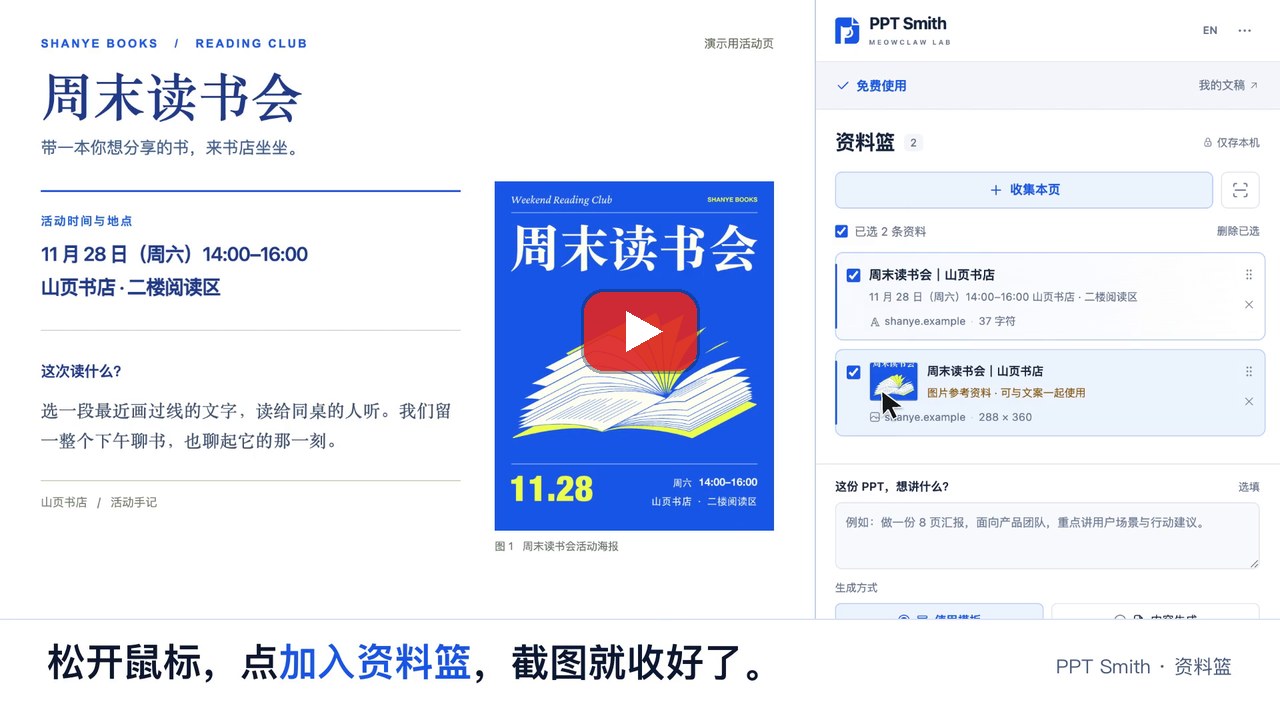 SHANYE BOOKS / READING CLUB
演示用活动页
周末读书会
带一本你想分享的书，来书店坐坐。
活动时间与地点
11 月 28 日（周六）14:00–16:00
山页书店 · 二楼阅读区
这次读什么？
选一段最近画过线的文字，读给同桌的人听。我们留
一整个下午聊书，也聊起它的那一刻。
山页书店 / 活动手记
Weekend Reading Club
SHANYE BOOKS
周末读书会
11.28
周六 14:00–16:00
山页书店 · 二楼阅读区
图 1 周末读书会活动海报
PPT Smith
MEOWCLAW LAB
EN
免费使用
我的文稿
资料篮 2
仅存本机
收集本页
已选 2 条资料
删除已选
周末读书会｜山页书店
11 月 28 日（周六）14:00–16:00 山页书店 · 二楼阅读区
shanye.example · 37 字符
周末读书会｜山页书店
图片参考资料 · 可与文案一起使用
shanye.example · 288 × 360
这份 PPT，想讲什么？
选填
例如：做一份 8 页汇报，面向产品团队，重点讲用户场景与行动建议。
生成方式
松开鼠标，点加入资料篮，截图就收好了。
PPT Smith · 资料篮